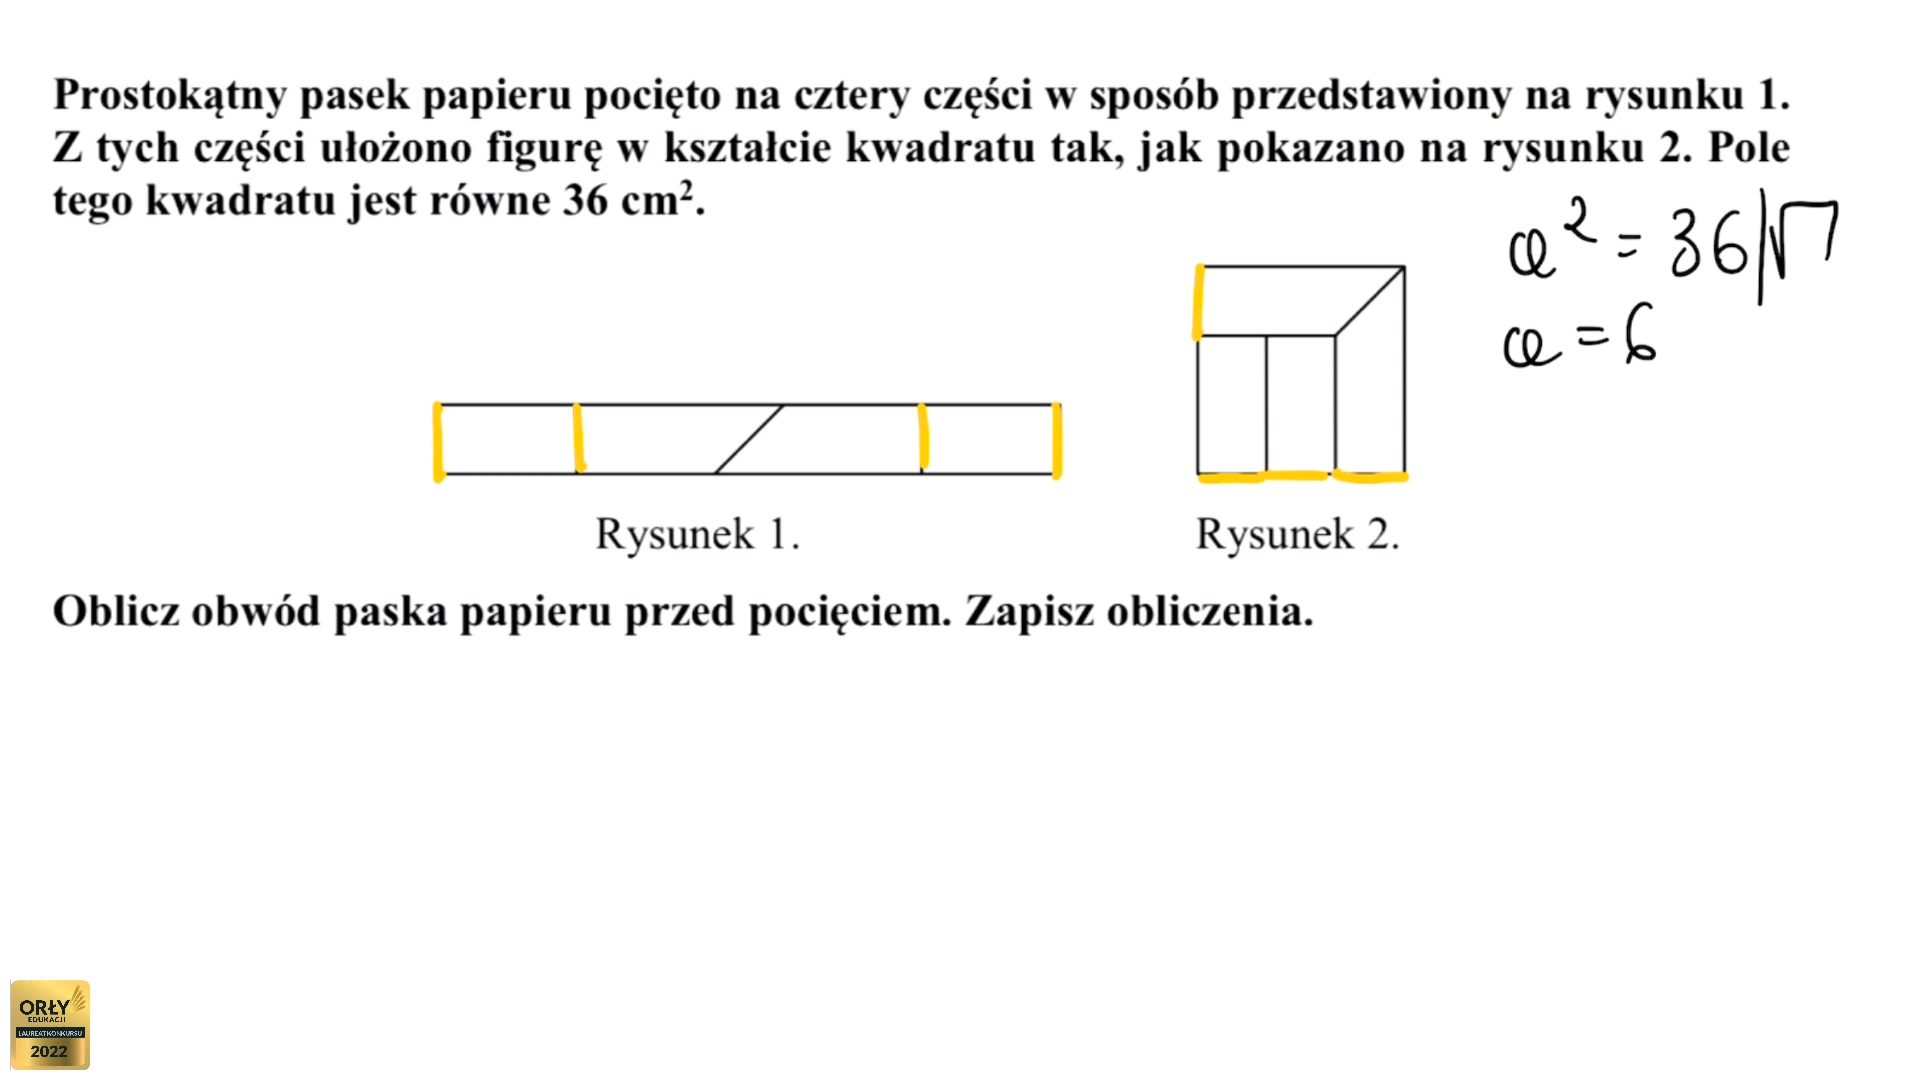 Prostokątny pasek papieru pocięto na cztery części w sposób przedstawiony na rysunku 1.
Z tych części ułożono figurę w kształcie kwadratu tak, jak pokazano na rysunku 2. Pole
tego kwadratu jest równe 36 cm².
a² = 36 |√
a = 6
Rysunek 1.
Rysunek 2.
Oblicz obwód paska papieru przed pocięciem. Zapisz obliczenia.
ORŁY
EDUKACJI
LAUREAT KONKURSU
2022